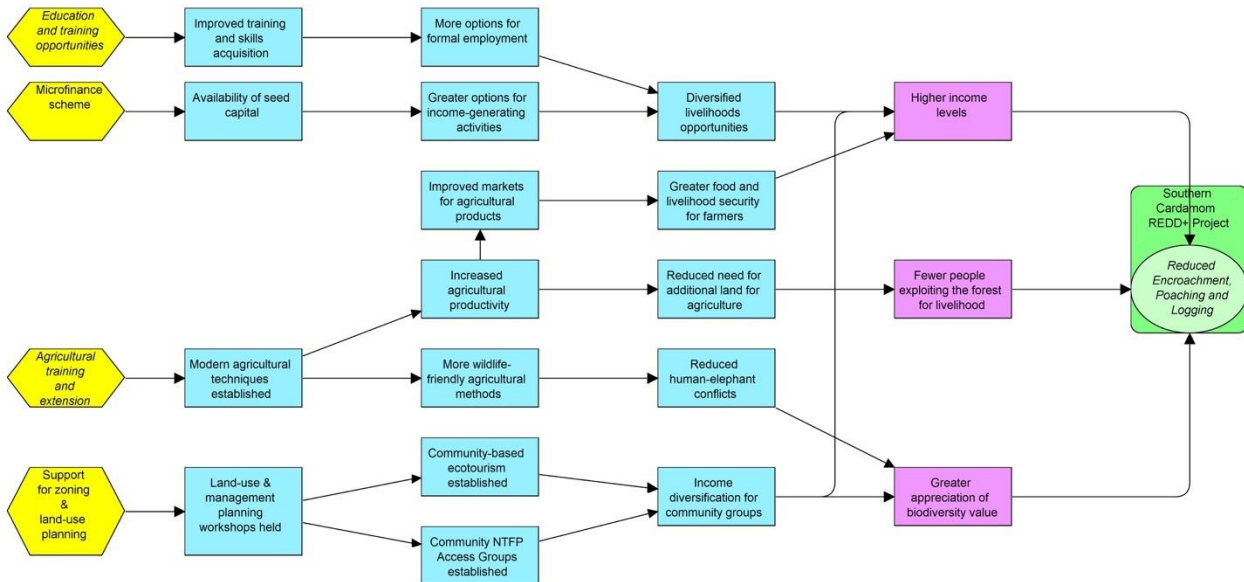 Education
and training
opportunities
Improved training
and skills
acquisition
More options for
formal employment
Microfinance
scheme
Availability of seed
capital
Greater options for
income-generating
activities
Diversified
livelihoods
opportunities
Higher income
levels
Improved markets
for agricultural
products
Greater food and
livelihood security
for farmers
Southern
Cardamom
REDD+ Project
Increased
agricultural
productivity
Reduced need for
additional land for
agriculture
Fewer people
exploiting the forest
for livelihood
Reduced
Encroachment,
Poaching and
Logging
Agricultural
training
and
extension
Modern agricultural
techniques
established
More wildlife-
friendly agricultural
methods
Reduced
human-elephant
conflicts
Support
for zoning
&
land-use
planning
Land-use &
management
planning
workshops held
Community-based
ecotourism
established
Community NTFP
Access Groups
established
Income
diversification for
community groups
Greater
appreciation of
biodiversity value